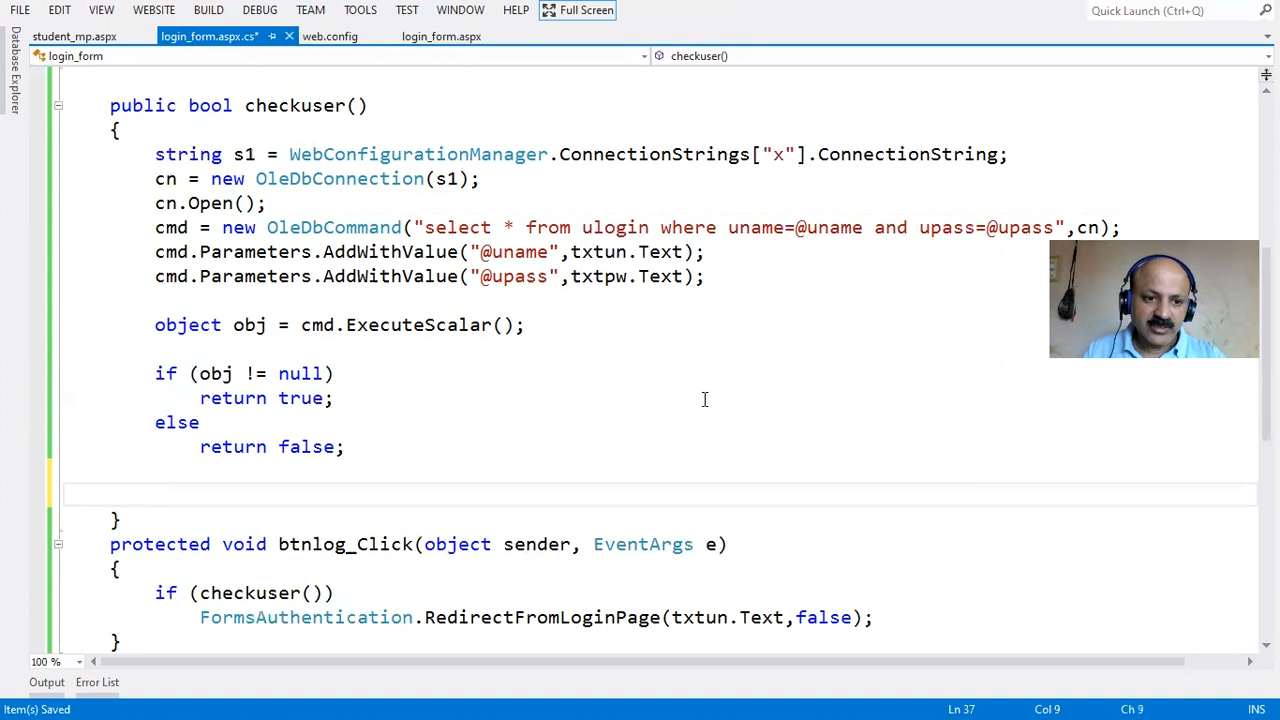 FILE EDIT VIEW WEBSITE BUILD DEBUG TEAM TOOLS TEST WINDOW HELP Full Screen Quick Launch (Ctrl+Q)
student_mp.aspx login_form.aspx.cs* web.config login_form.aspx
Database Explorer
login_form checkuser()
public bool checkuser()
{
string s1 = WebConfigurationManager.ConnectionStrings["x"].ConnectionString;
cn = new OleDbConnection(s1);
cn.Open();
cmd = new OleDbCommand("select * from ulogin where uname=@uname and upass=@upass",cn);
cmd.Parameters.AddWithValue("@uname",txtun.Text);
cmd.Parameters.AddWithValue("@upass",txtpw.Text);
object obj = cmd.ExecuteScalar();
if (obj != null)
return true;
else
return false;
}
protected void btnlog_Click(object sender, EventArgs e)
{
if (checkuser())
FormsAuthentication.RedirectFromLoginPage(txtun.Text,false);
}
100 %
Output Error List
Item(s) Saved Ln 37 Col 9 Ch 9 INS